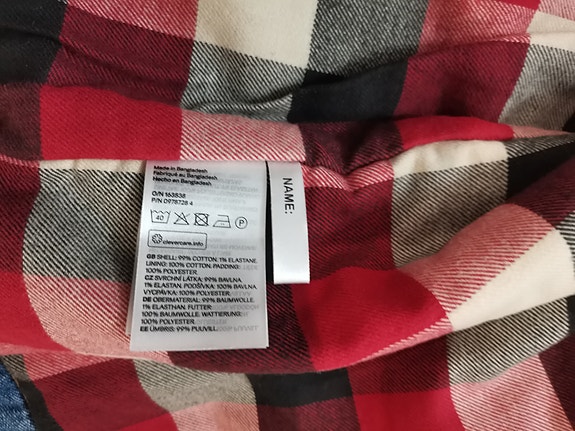 Made in Bangladesh
Fabriqué au Bangladesh
Hecho en Bangladesh
G/N 163838
P/N 0978728 4
40
P
clevercare.info
GB SHELL: 99% COTTON. 1% ELASTANE.
LINING: 100% COTTON. PADDING:
100% POLYESTER.
CZ SVRCHNÍ LÁTKA: 99% BAVLNA.
1% ELASTAN. PODŠÍVKA: 100% BAVLNA.
VYCPÁVKA: 100% POLYESTER.
DE OBERMATERIAL: 99% BAUMWOLLE.
1% ELASTHAN. FUTTER:
100% BAUMWOLLE. WATTIERUNG:
100% POLYESTER.
EE ÜMBRIS: 99% PUUVILL.
NAME: